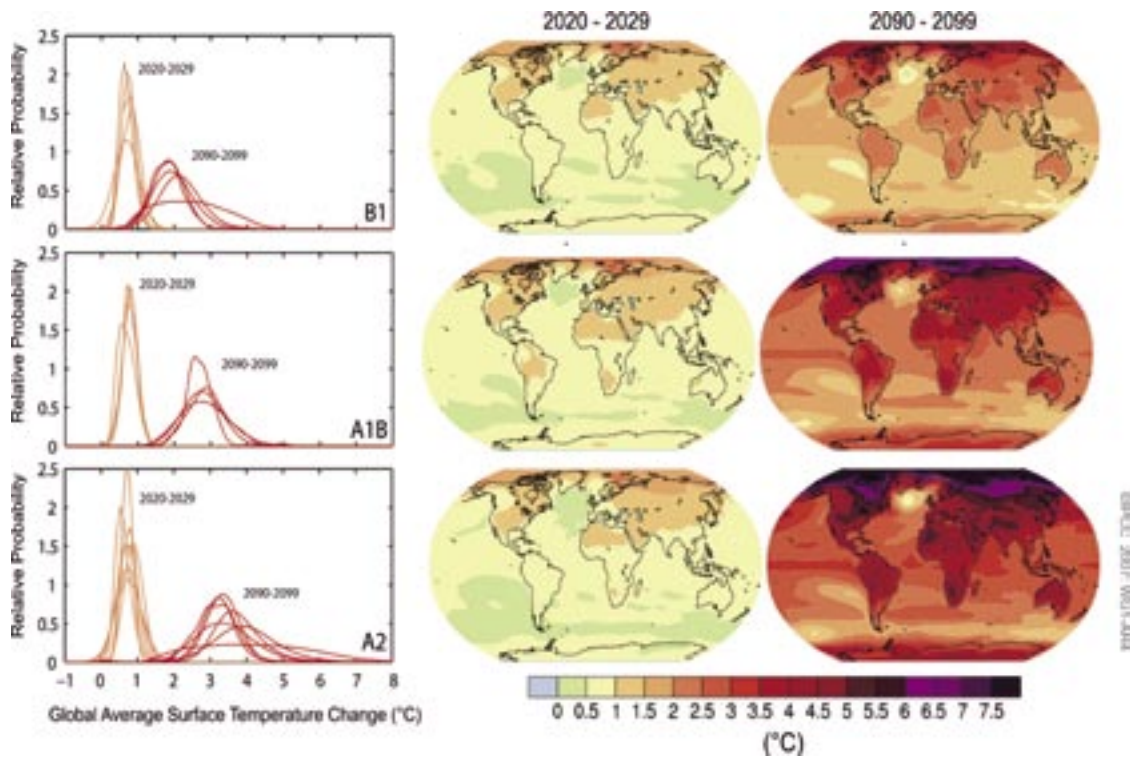 2020 - 2029
2090 - 2099
Relative Probability
2.5
2
1.5
1
0.5
0
2020-2029
2090-2099
B1
Relative Probability
2.5
2
1.5
1
0.5
0
2020-2029
2090-2099
A1B
Relative Probability
2.5
2
1.5
1
0.5
0
2020-2029
2090-2099
A2
–1 0 1 2 3 4 5 6 7 8
Global Average Surface Temperature Change (°C)
0 0.5 1 1.5 2 2.5 3 3.5 4 4.5 5 5.5 6 6.5 7 7.5
(°C)
2007